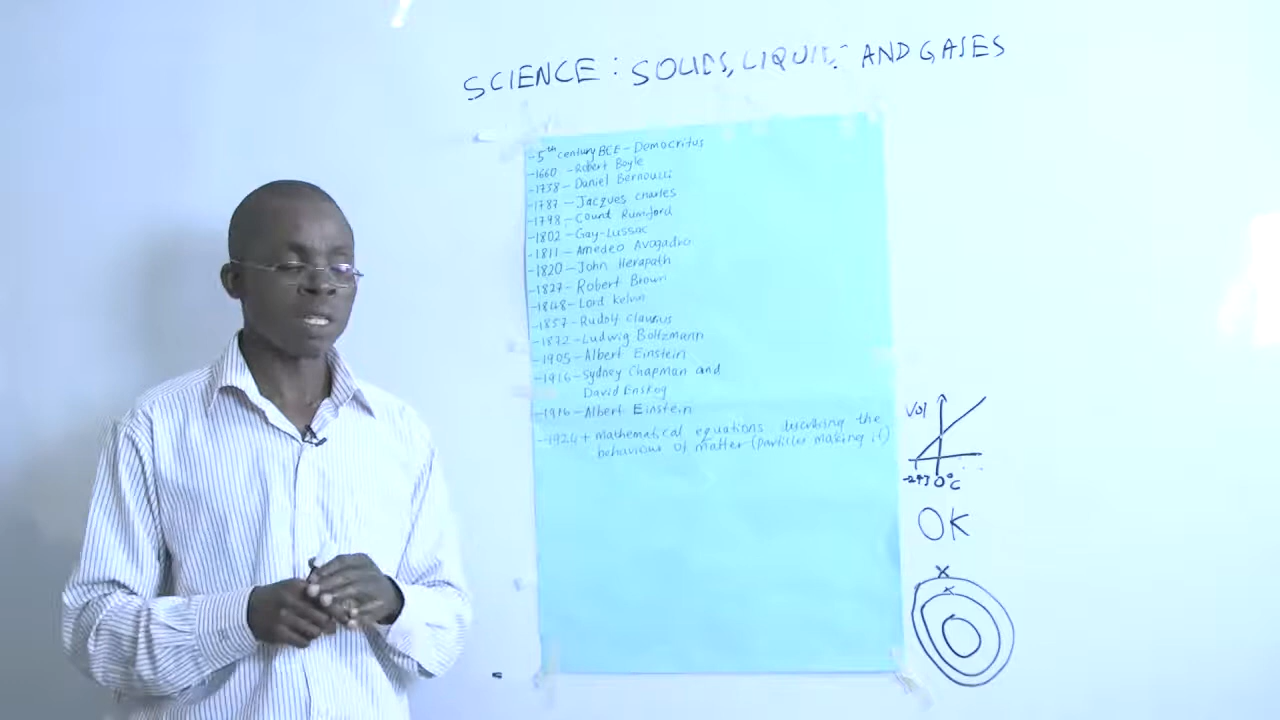 SCIENCE: SOLIDS, LIQUIDS AND GASES
-5th century BCE - Democritus
-1660 - Robert Boyle
-1738 - Daniel Bernoulli
-1787 - Jacques Charles
-1798 - Count Rumford
-1802 - Gay-Lussac
-1811 - Amedeo Avogadro
-1820 - John Herapath
-1827 - Robert Brown
-1848 - Lord Kelvin
-1857 - Rudolf Clausius
-1872 - Ludwig Boltzmann
-1905 - Albert Einstein
-1916 - Sydney Chapman and
David Enskog
-1916 - Albert Einstein
-1924+ mathematical equations describing the
behaviour of matter (particles making it)
Vol
0°C
OK
x
x